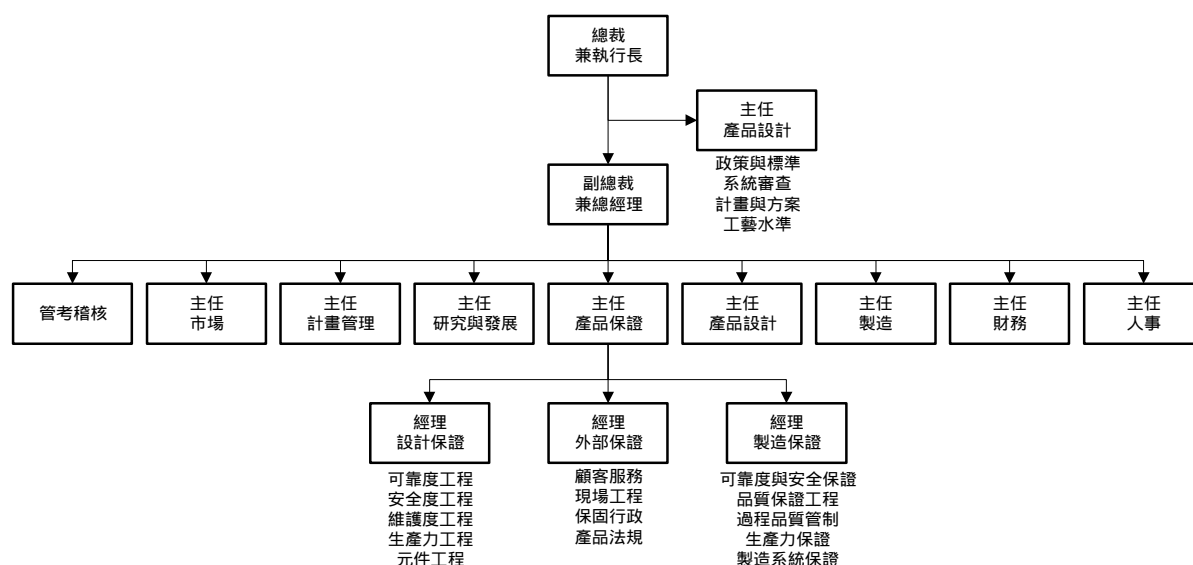 總裁
兼執行長
主任
產品設計
政策與標準
系統審查
計畫與方案
工藝水準
副總裁
兼總經理
管考稽核
主任
市場
主任
計畫管理
主任
研究與發展
主任
產品保證
主任
產品設計
主任
製造
主任
財務
主任
人事
經理
設計保證
可靠度工程
安全度工程
維護度工程
生產力工程
元件工程
經理
外部保證
顧客服務
現場工程
保固行政
產品法規
經理
製造保證
可靠度與安全保證
品質保證工程
過程品質管制
生產力保證
製造系統保證